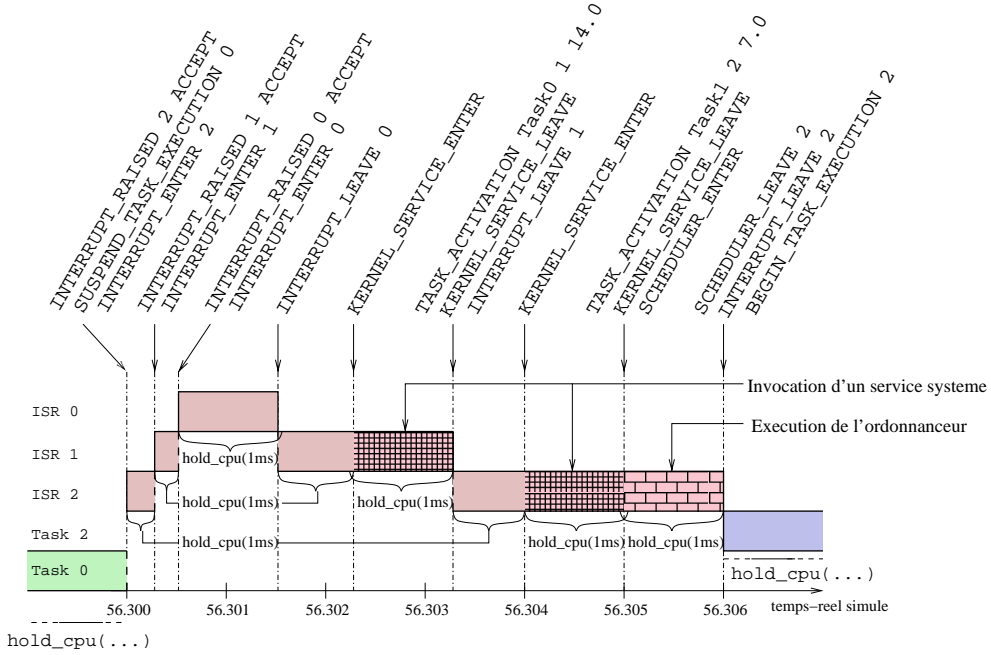 INTERRUPT_RAISED 2 ACCEPT
SUSPEND_TASK_EXECUTION 0
INTERRUPT_ENTER 2
INTERRUPT_RAISED 1 ACCEPT
INTERRUPT_ENTER 1
INTERRUPT_RAISED 0 ACCEPT
INTERRUPT_ENTER 0
INTERRUPT_LEAVE 0
KERNEL_SERVICE_ENTER
TASK_ACTIVATION Task0 1 14.0
KERNEL_SERVICE_LEAVE
INTERRUPT_LEAVE 1
KERNEL_SERVICE_ENTER
TASK_ACTIVATION Task1 2 7.0
KERNEL_SERVICE_LEAVE
SCHEDULER_ENTER
SCHEDULER_LEAVE 2
INTERRUPT_LEAVE 2
BEGIN_TASK_EXECUTION 2
Invocation d'un service systeme
ISR 0
Execution de l'ordonnanceur
ISR 1
hold_cpu(1ms)
ISR 2
hold_cpu(1ms)
hold_cpu(1ms)
Task 2
hold_cpu(1ms)
hold_cpu(1ms)
hold_cpu(1ms)
Task 0
hold_cpu(...)
56.300
56.301
56.302
56.303
56.304
56.305
56.306
temps-reel simule
hold_cpu(...)